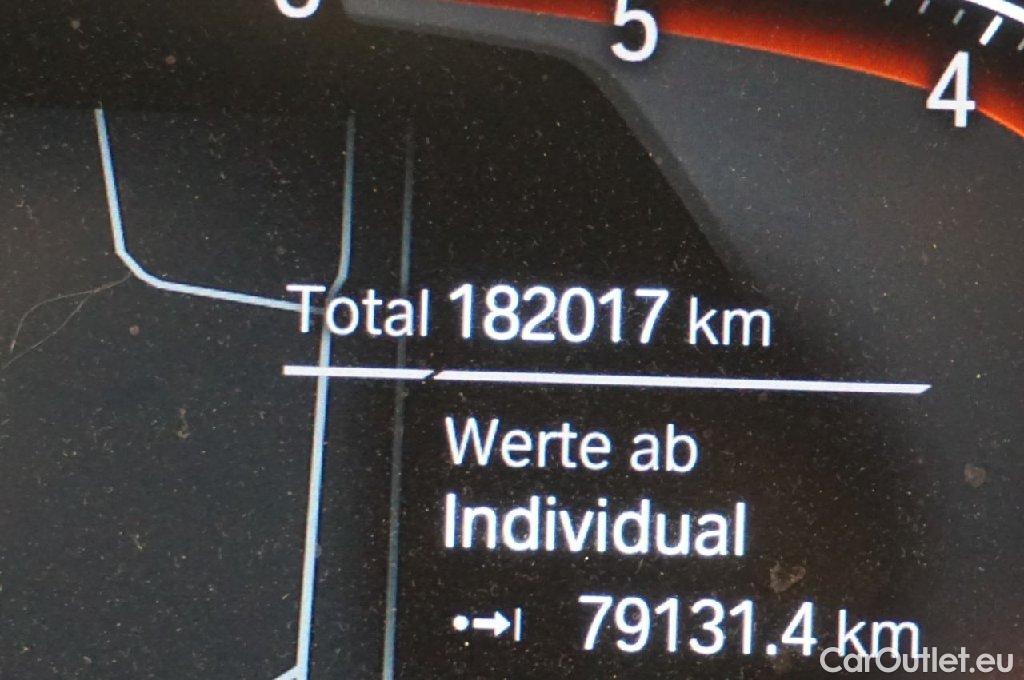 5
4
Total 182017 km
Werte ab
Individual
79131.4 km
CarOutlet.eu